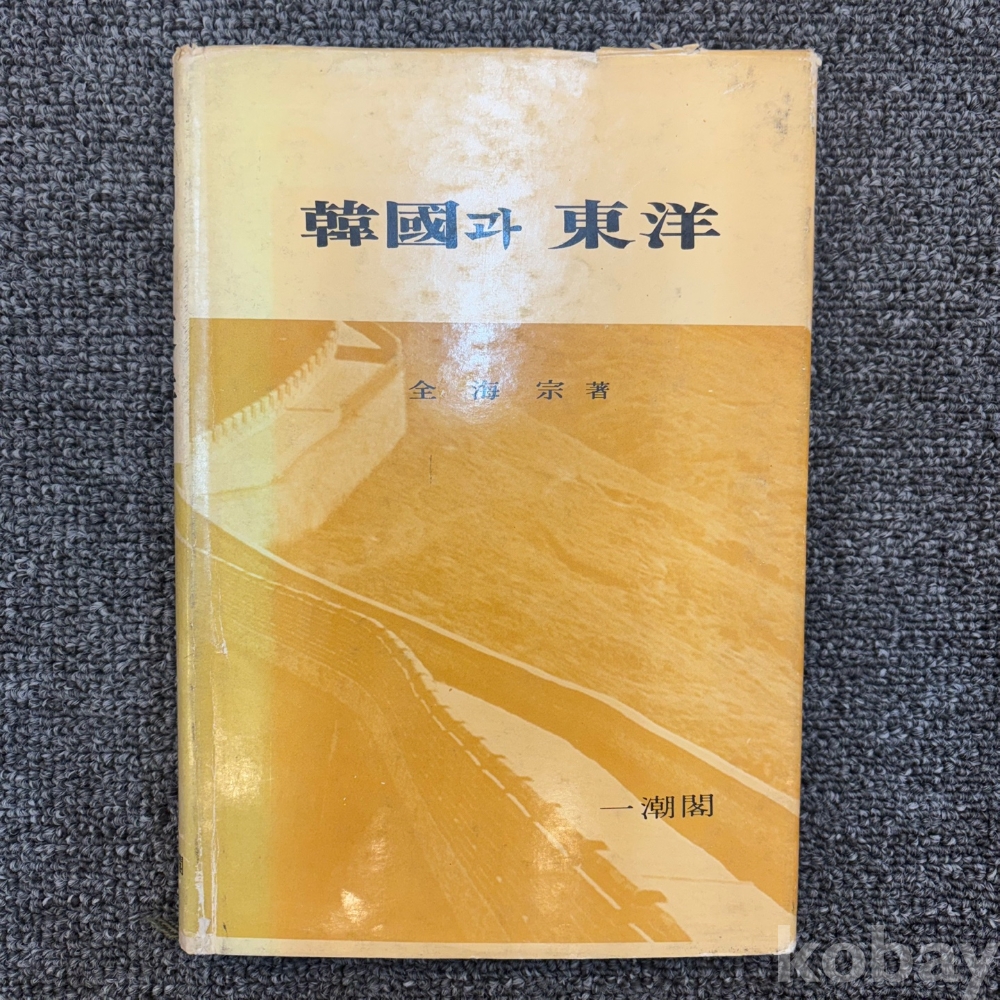 韓國과 東洋
全海宗 著
一潮閣
kobay